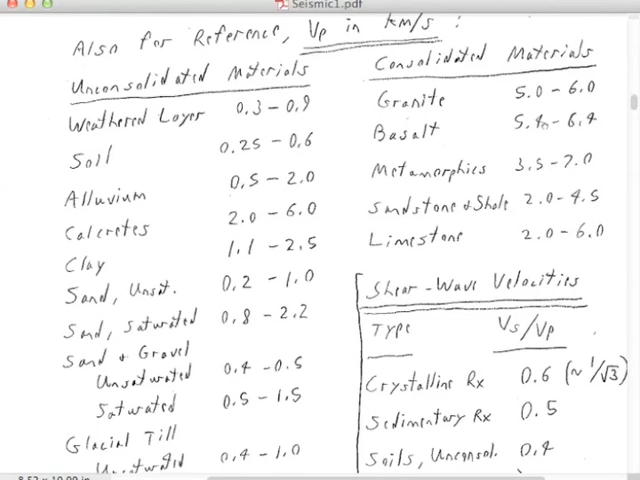 Seismic1.pdf
Also for Reference, Vp in km/s :
Unconsolidated Materials
Weathered Layer 0.3 – 0.9
Soil 0.25 – 0.6
Alluvium 0.5 – 2.0
Calcretes 2.0 – 6.0
Clay 1.1 – 2.5
Sand, Unsat. 0.2 – 1.0
Sand, Saturated 0.8 – 2.2
Sand & Gravel
Unsaturated 0.4 – 0.5
Saturated 0.5 – 1.5
Glacial Till
Unsaturated 0.4 – 1.0
Consolidated Materials
Granite 5.0 – 6.0
Basalt 5.4 – 6.4
Metamorphics 3.5 – 7.0
Sandstone & Shale 2.0 – 4.5
Limestone 2.0 – 6.0
Shear-Wave Velocities
Type Vs/Vp
Crystalline Rx 0.6 (~ 1/√3)
Sedimentary Rx 0.5
Soils, Unconsol. 0.4
8.52 x 10.99 in